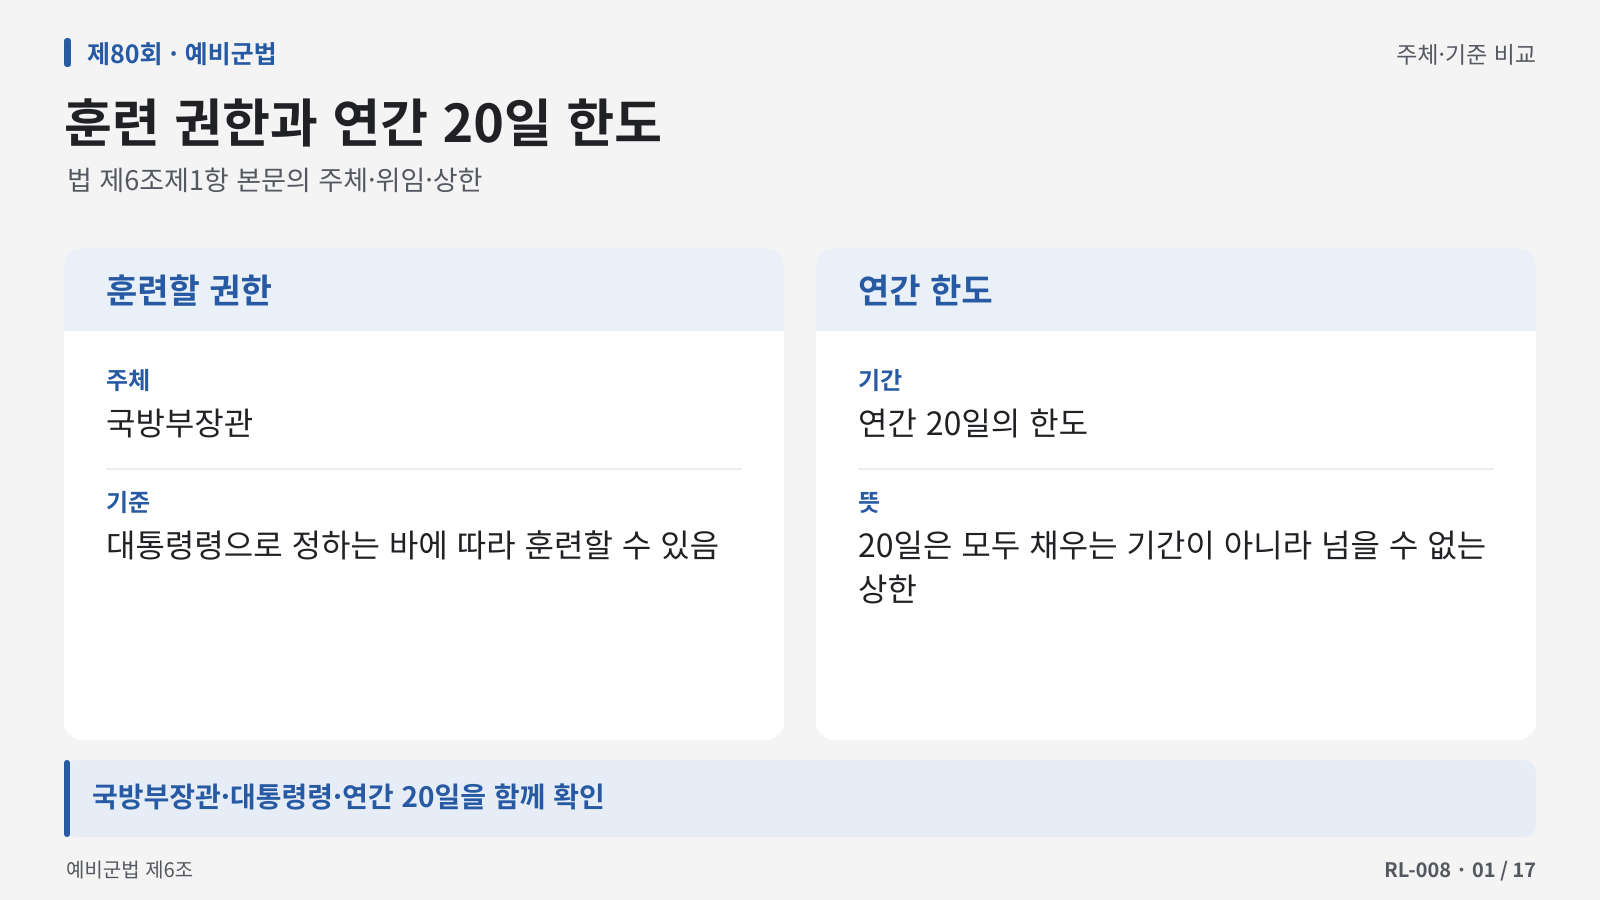 제80회 · 예비군법
주체·기준 비교
훈련 권한과 연간 20일 한도
법 제6조제1항 본문의 주체·위임·상한
훈련할 권한
주체
국방부장관
기준
대통령령으로 정하는 바에 따라 훈련할 수 있음
연간 한도
기간
연간 20일의 한도
뜻
20일은 모두 채우는 기간이 아니라 넘을 수 없는
상한
국방부장관·대통령령·연간 20일을 함께 확인
예비군법 제6조
RL-008 · 01 / 17